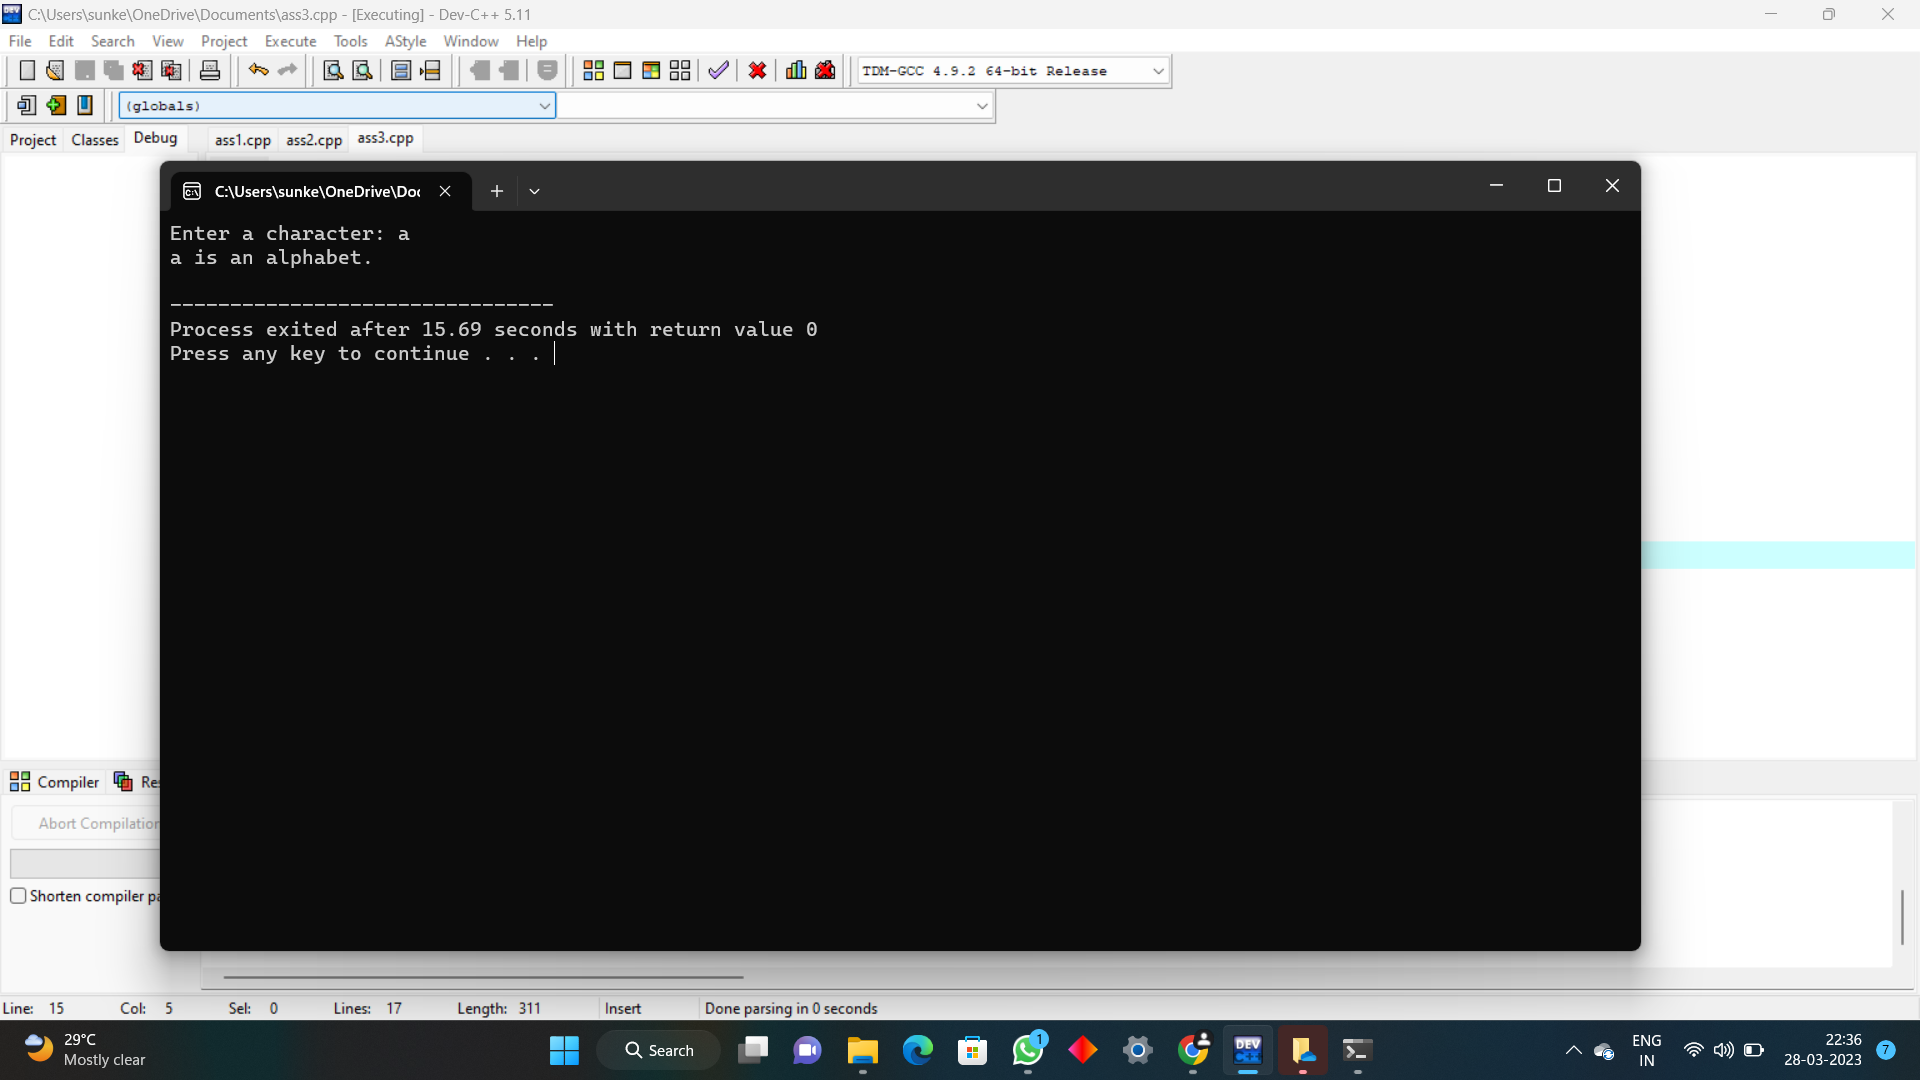 C:\Users\sunke\OneDrive\Documents\ass3.cpp - [Executing] - Dev-C++ 5.11
File Edit Search View Project Execute Tools AStyle Window Help
TDM-GCC 4.9.2 64-bit Release
(globals)
Project Classes Debug ass1.cpp ass2.cpp ass3.cpp
C:\Users\sunke\OneDrive\Doc
Enter a character: a
a is an alphabet.
--------------------------------
Process exited after 15.69 seconds with return value 0
Press any key to continue . . .
Compiler Res
Abort Compilation
Shorten compiler pa
Line: 15 Col: 5 Sel: 0 Lines: 17 Length: 311 Insert Done parsing in 0 seconds
29°C
Mostly clear
Search
1
DEV
C++
ENG
IN
22:36
28-03-2023
7